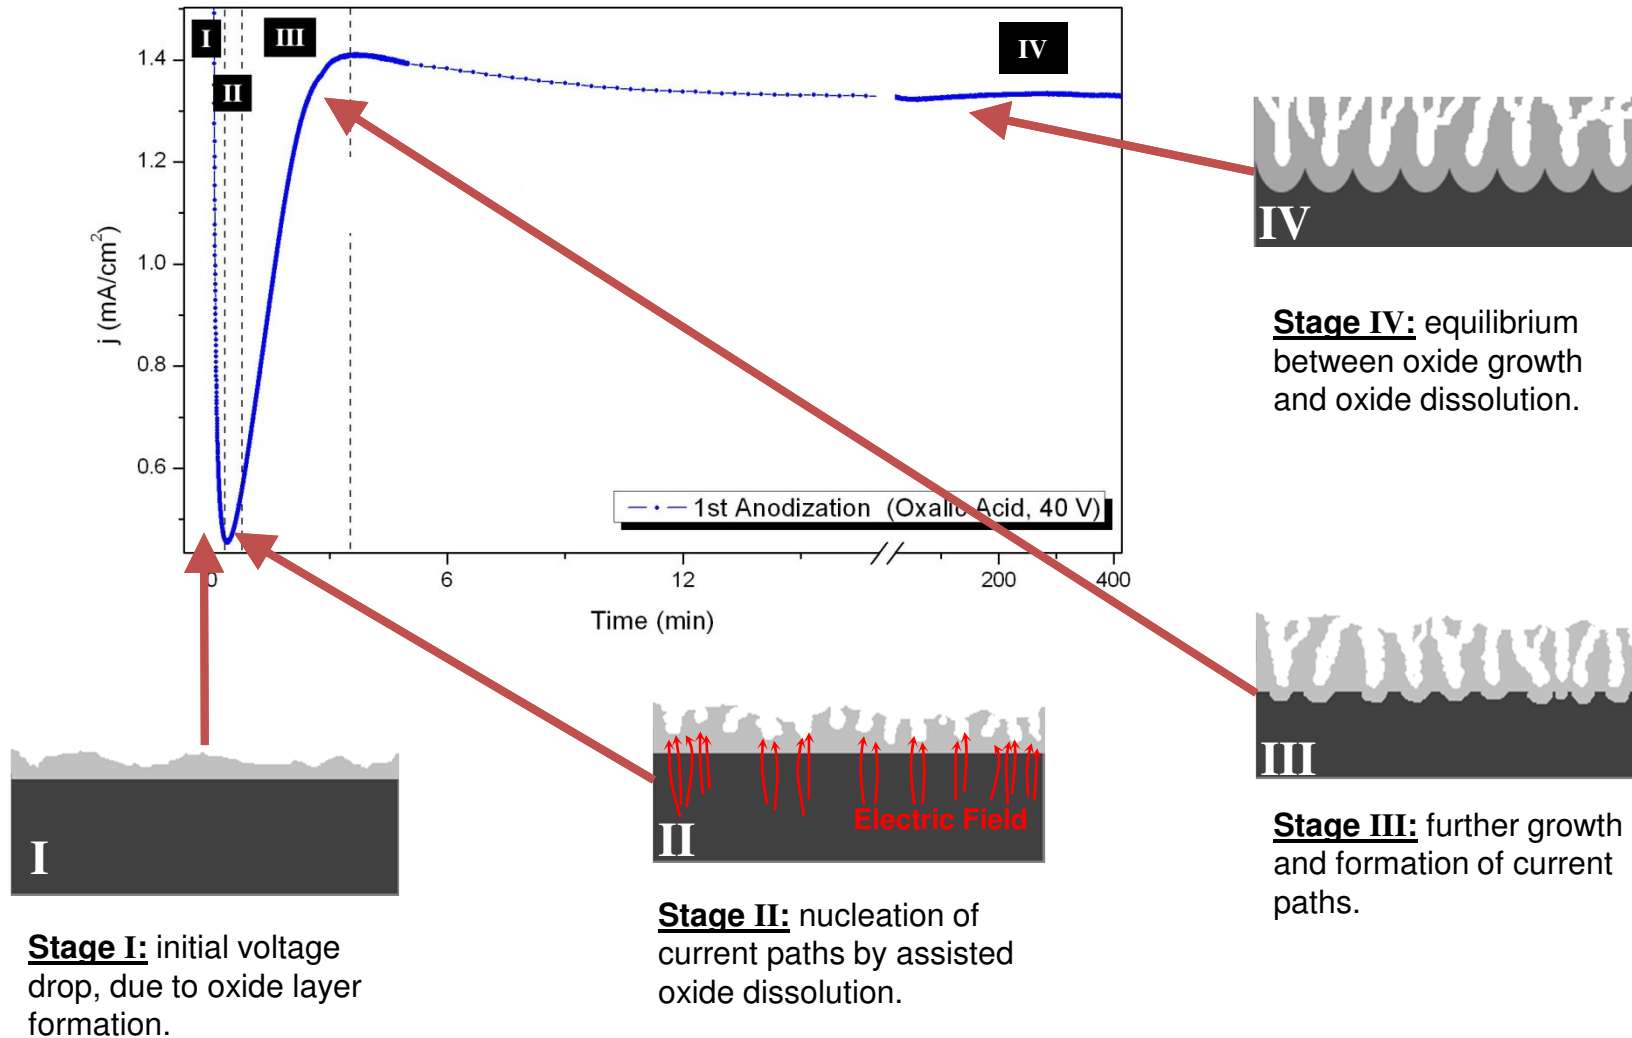 I
II
III
IV
1.4
1.2
1.0
0.8
0.6
j (mA/cm²)
1st Anodization (Oxalic Acid, 40 V)
0
6
12
200
400
Time (min)
IV
Stage IV: equilibrium
between oxide growth
and oxide dissolution.
III
Stage III: further growth
and formation of current
paths.
Electric Field
II
Stage II: nucleation of
current paths by assisted
oxide dissolution.
I
Stage I: initial voltage
drop, due to oxide layer
formation.